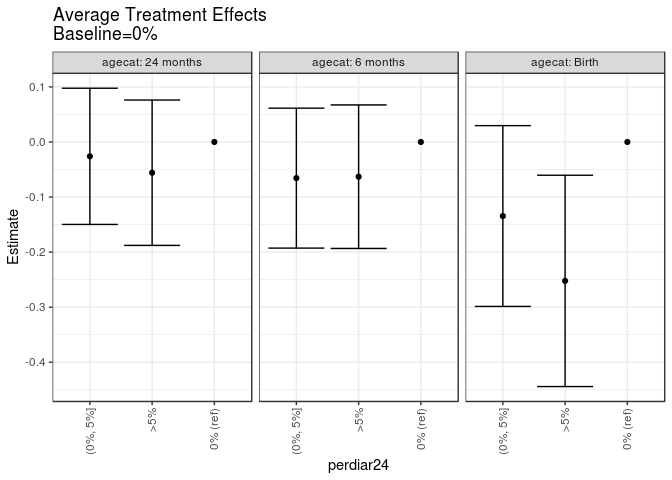 Average Treatment Effects
Baseline=0%
agecat: 24 months
agecat: 6 months
agecat: Birth
Estimate
0.1
0.0
-0.1
-0.2
-0.3
-0.4
(0%, 5%]
>5%
0% (ref)
(0%, 5%]
>5%
0% (ref)
(0%, 5%]
>5%
0% (ref)
perdiar24